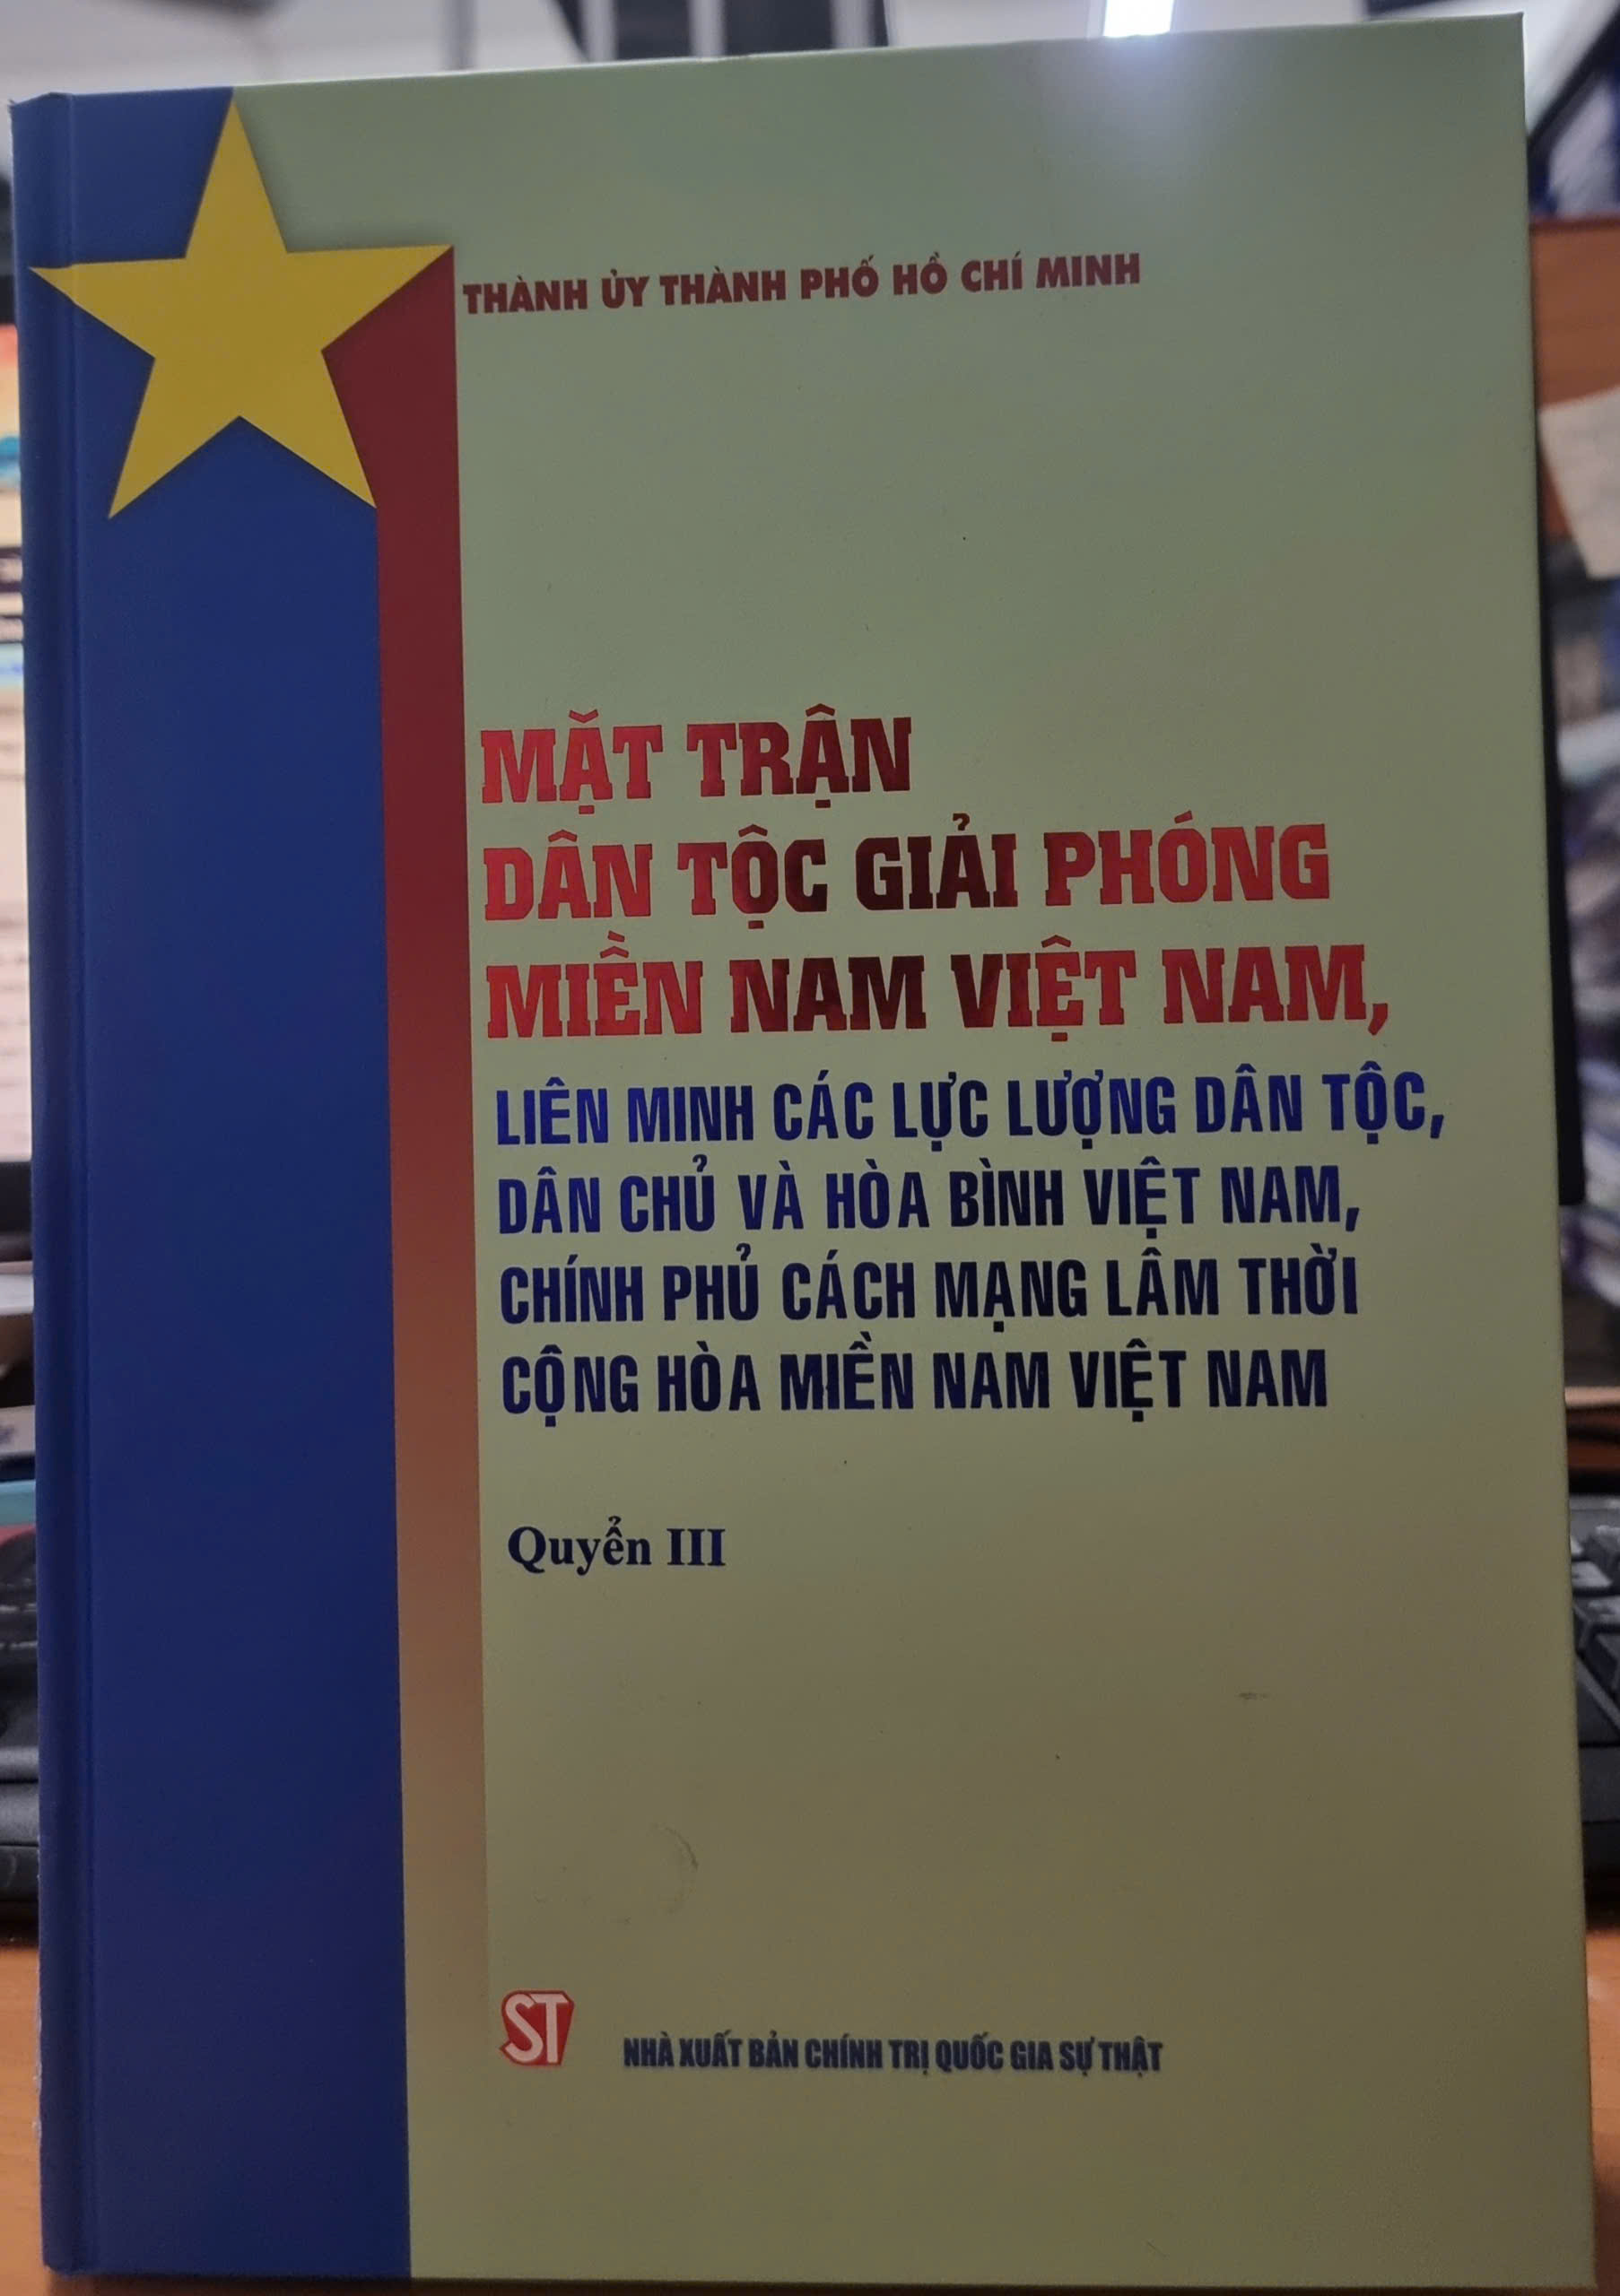 THÀNH ỦY THÀNH PHỐ HỒ CHÍ MINH
MẶT TRẬN
DÂN TỘC GIẢI PHÓNG
MIỀN NAM VIỆT NAM,
LIÊN MINH CÁC LỰC LƯỢNG DÂN TỘC,
DÂN CHỦ VÀ HÒA BÌNH VIỆT NAM,
CHÍNH PHỦ CÁCH MẠNG LÂM THỜI
CỘNG HÒA MIỀN NAM VIỆT NAM
Quyển III
ST
NHÀ XUẤT BẢN CHÍNH TRỊ QUỐC GIA SỰ THẬT